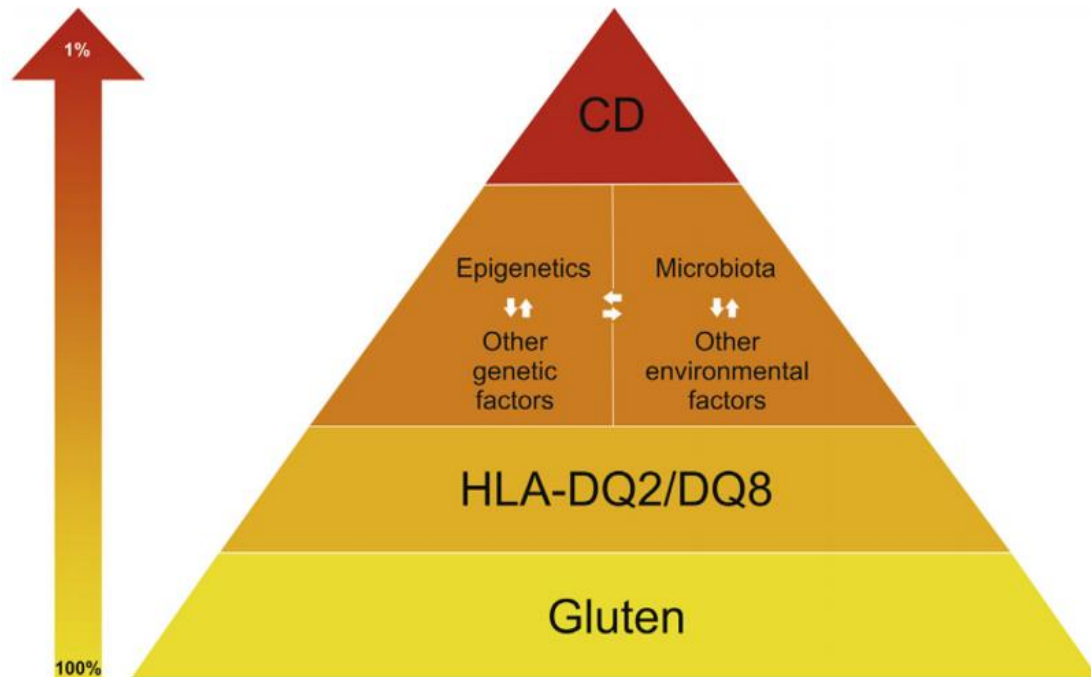 1%
CD
Epigenetics
Other
genetic
factors
Microbiota
Other
environmental
factors
HLA-DQ2/DQ8
Gluten
100%